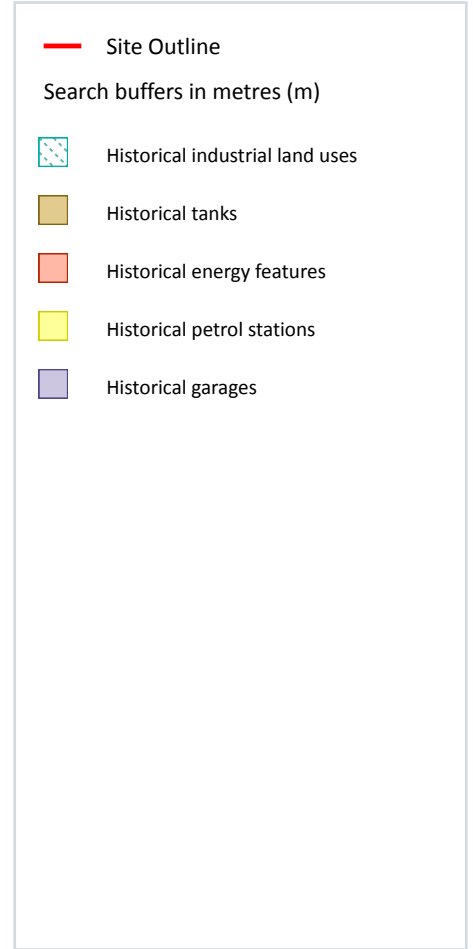 Site Outline
Search buffers in metres (m)
Historical industrial land uses
Historical tanks
Historical energy features
Historical petrol stations
Historical garages